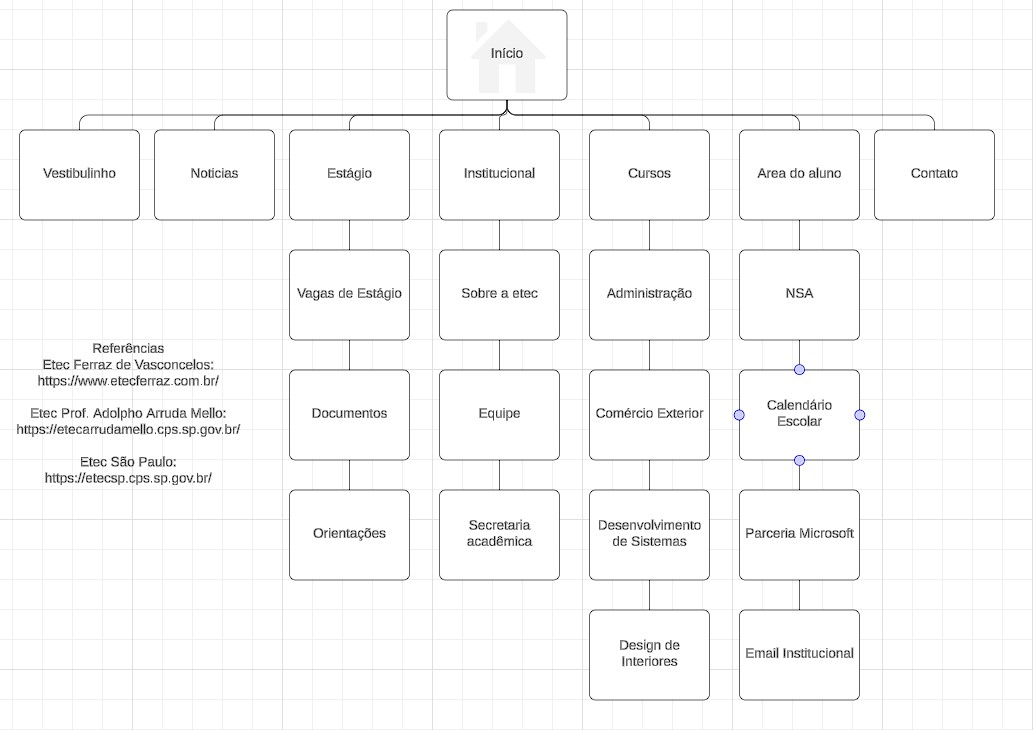 Início
Vestibulinho
Noticias
Estágio
Institucional
Cursos
Area do aluno
Contato
Vagas de Estágio
Sobre a etec
Administração
NSA
Referências
Etec Ferraz de Vasconcelos:
https://www.etecferraz.com.br/
Etec Prof. Adolpho Arruda Mello:
https://etecarrudamello.cps.sp.gov.br/
Etec São Paulo:
https://etecsp.cps.sp.gov.br/
Documentos
Equipe
Comércio Exterior
Calendário
Escolar
Orientações
Secretaria
acadêmica
Desenvolvimento
de Sistemas
Parceria Microsoft
Design de
Interiores
Email Institucional